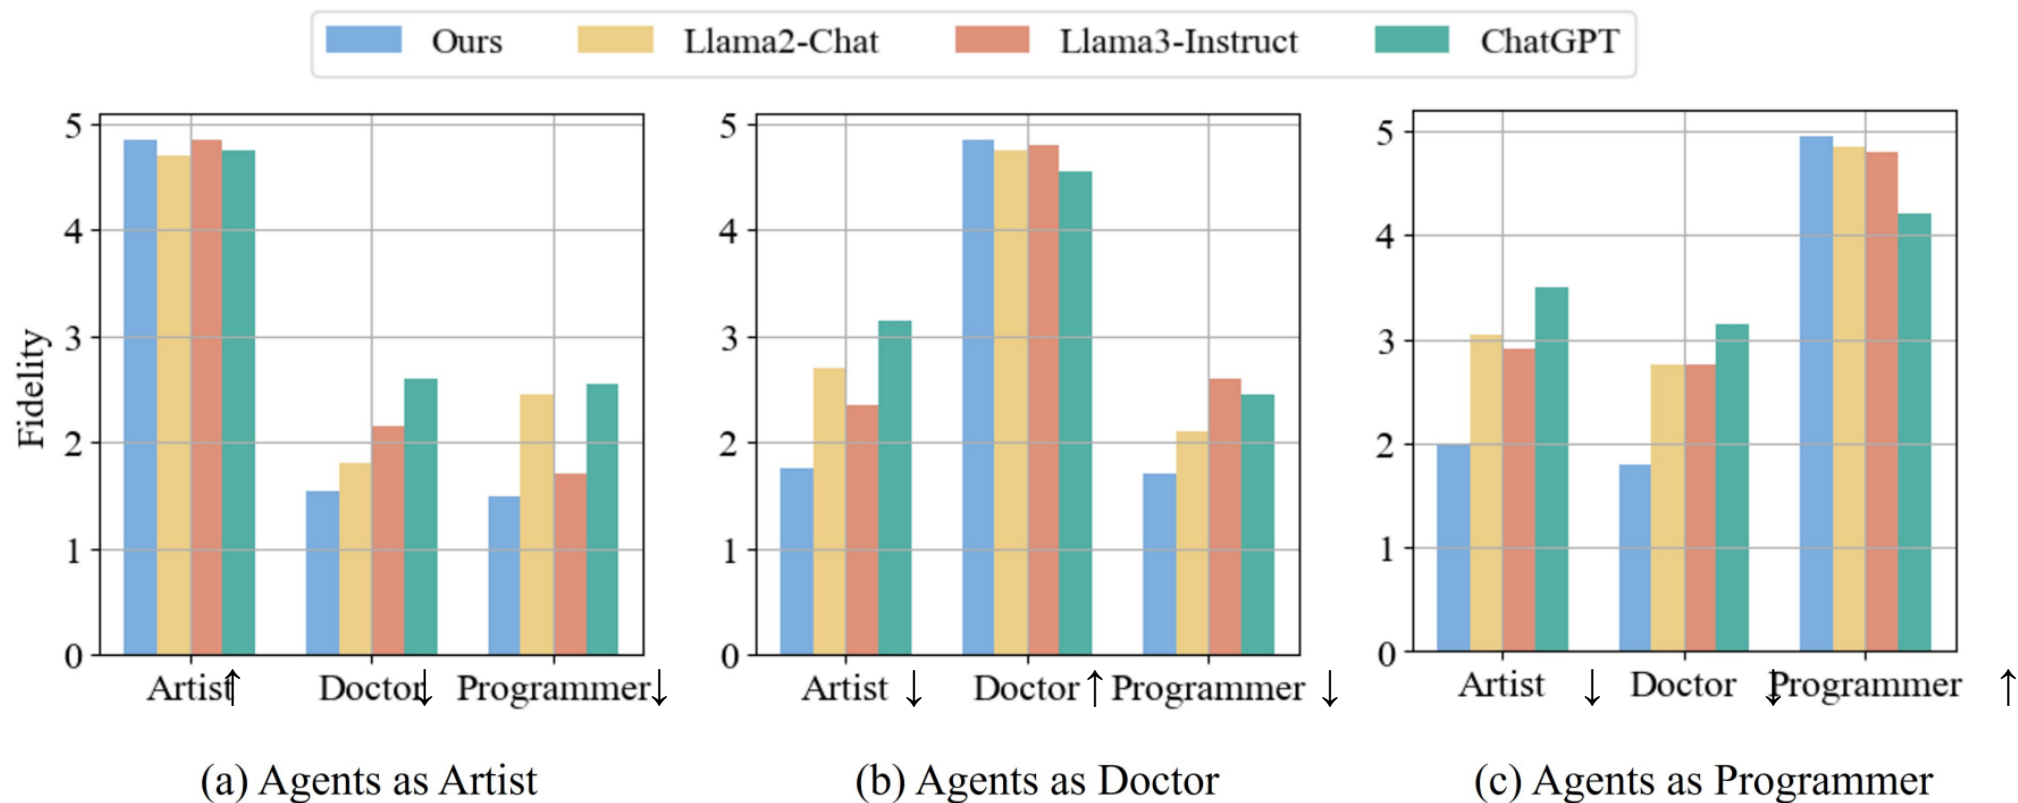 Ours Llama2-Chat Llama3-Instruct ChatGPT
Fidelity
5
4
3
2
1
0
Artist↑ Doctor↓ Programmer↓
(a) Agents as Artist
5
4
3
2
1
0
Artist ↓ Doctor ↑ Programmer ↓
(b) Agents as Doctor
5
4
3
2
1
0
Artist ↓ Doctor ↓ Programmer ↑
(c) Agents as Programmer